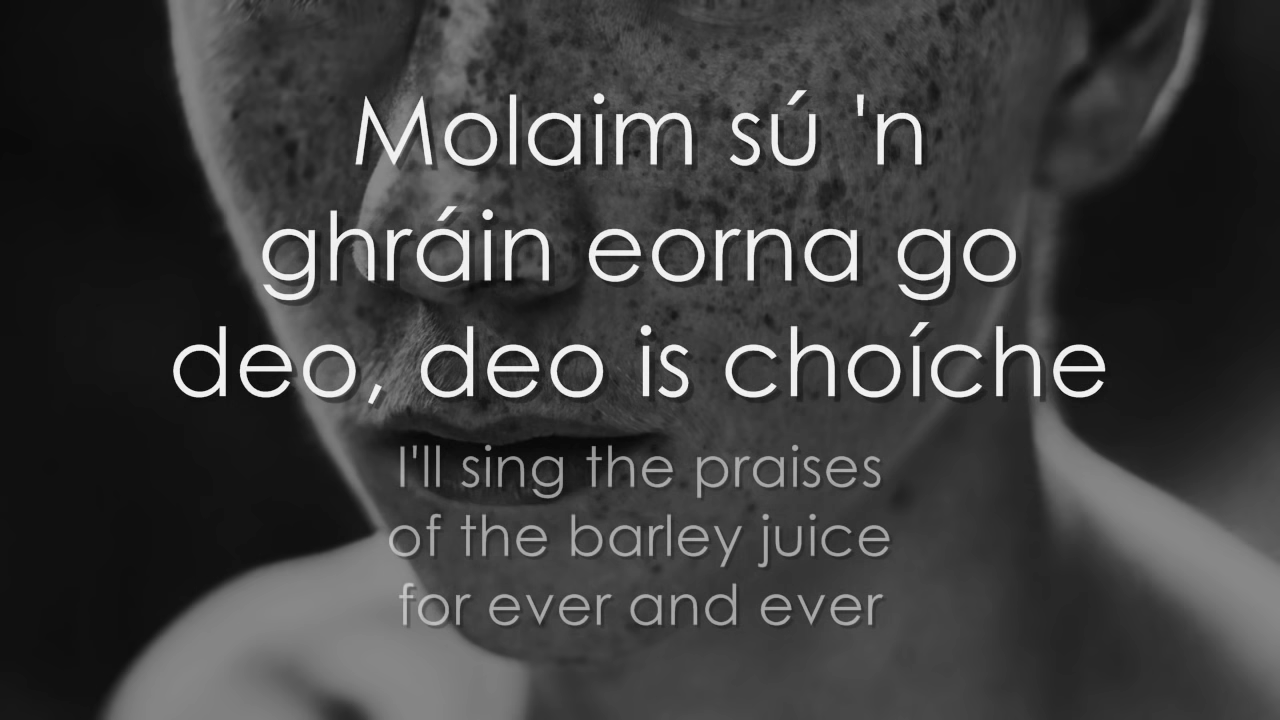 Molaim sú 'n
ghráin eorna go
deo, deo is choíche
I'll sing the praises
of the barley juice
for ever and ever